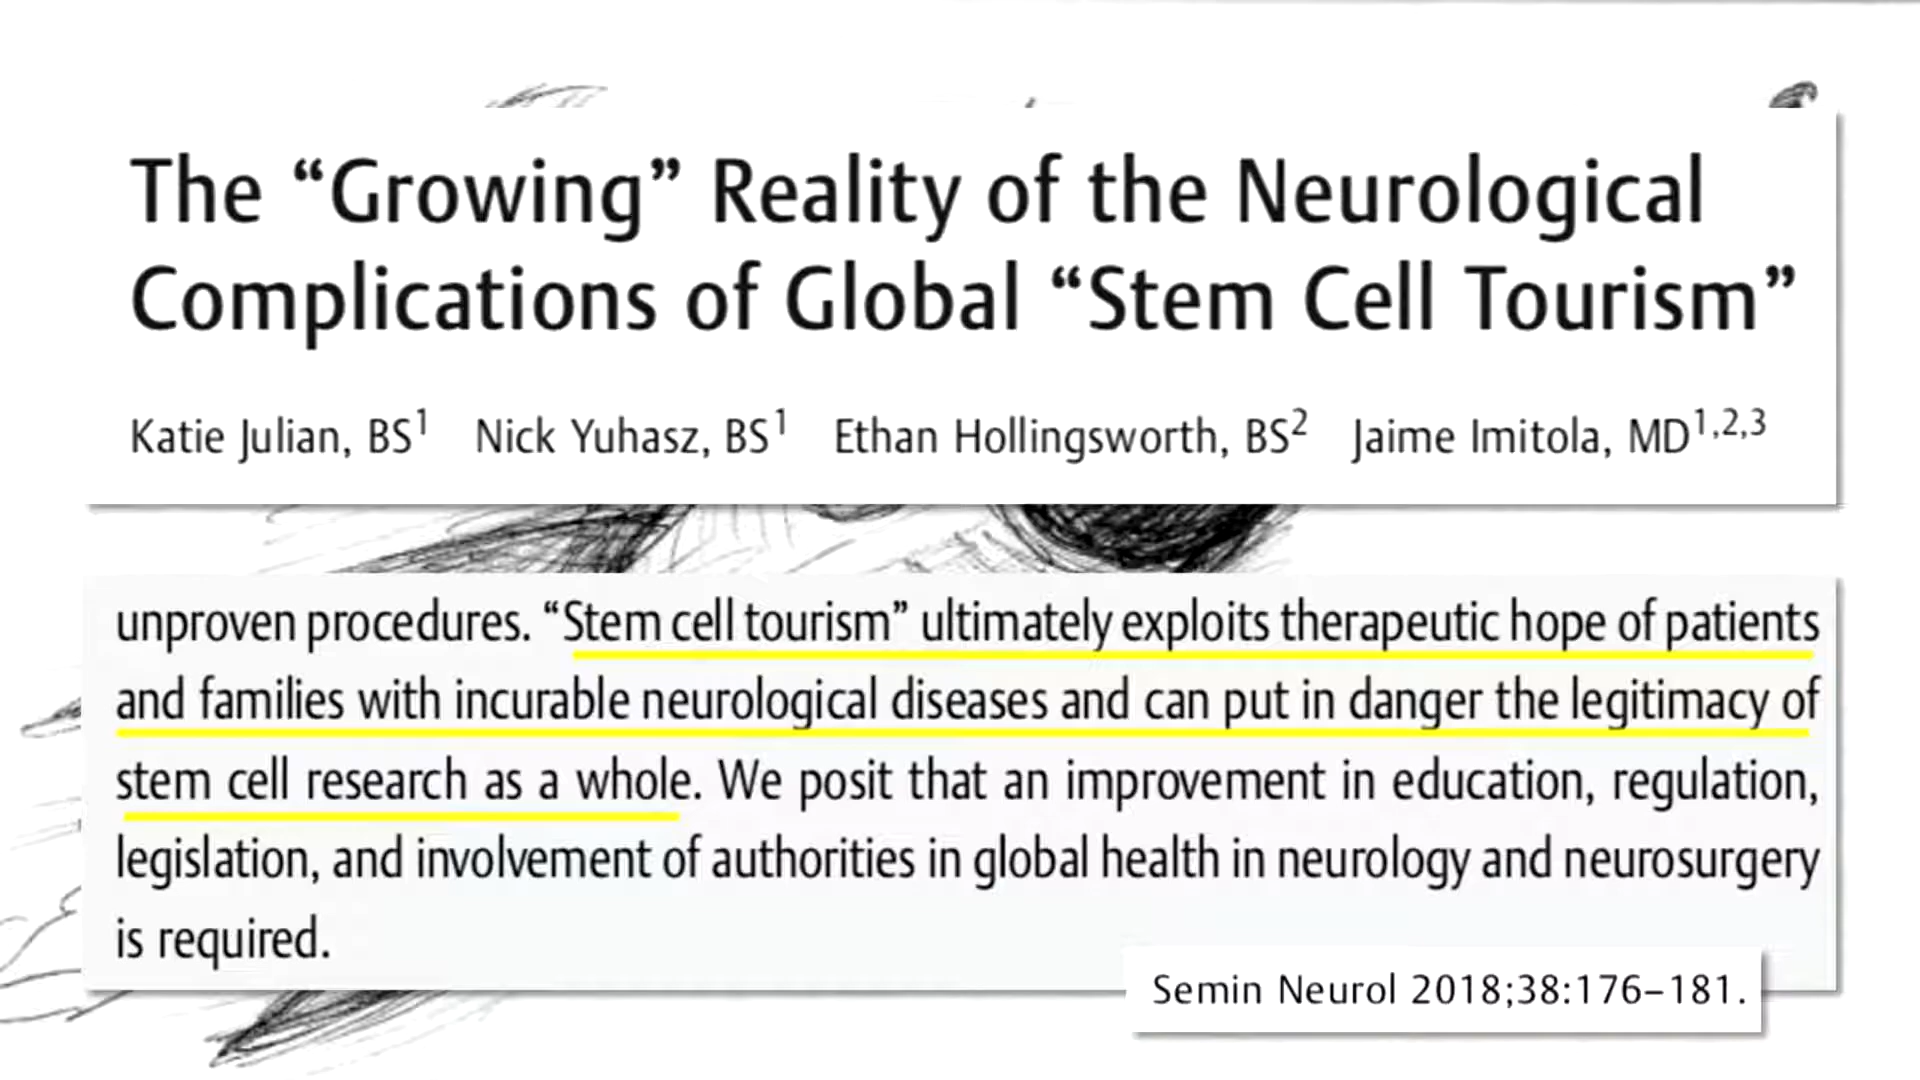 The “Growing” Reality of the Neurological
Complications of Global “Stem Cell Tourism”
Katie Julian, BS1 Nick Yuhasz, BS1 Ethan Hollingsworth, BS2 Jaime Imitola, MD1,2,3
unproven procedures. “Stem cell tourism” ultimately exploits therapeutic hope of patients
and families with incurable neurological diseases and can put in danger the legitimacy of
stem cell research as a whole. We posit that an improvement in education, regulation,
legislation, and involvement of authorities in global health in neurology and neurosurgery
is required.
Semin Neurol 2018;38:176–181.